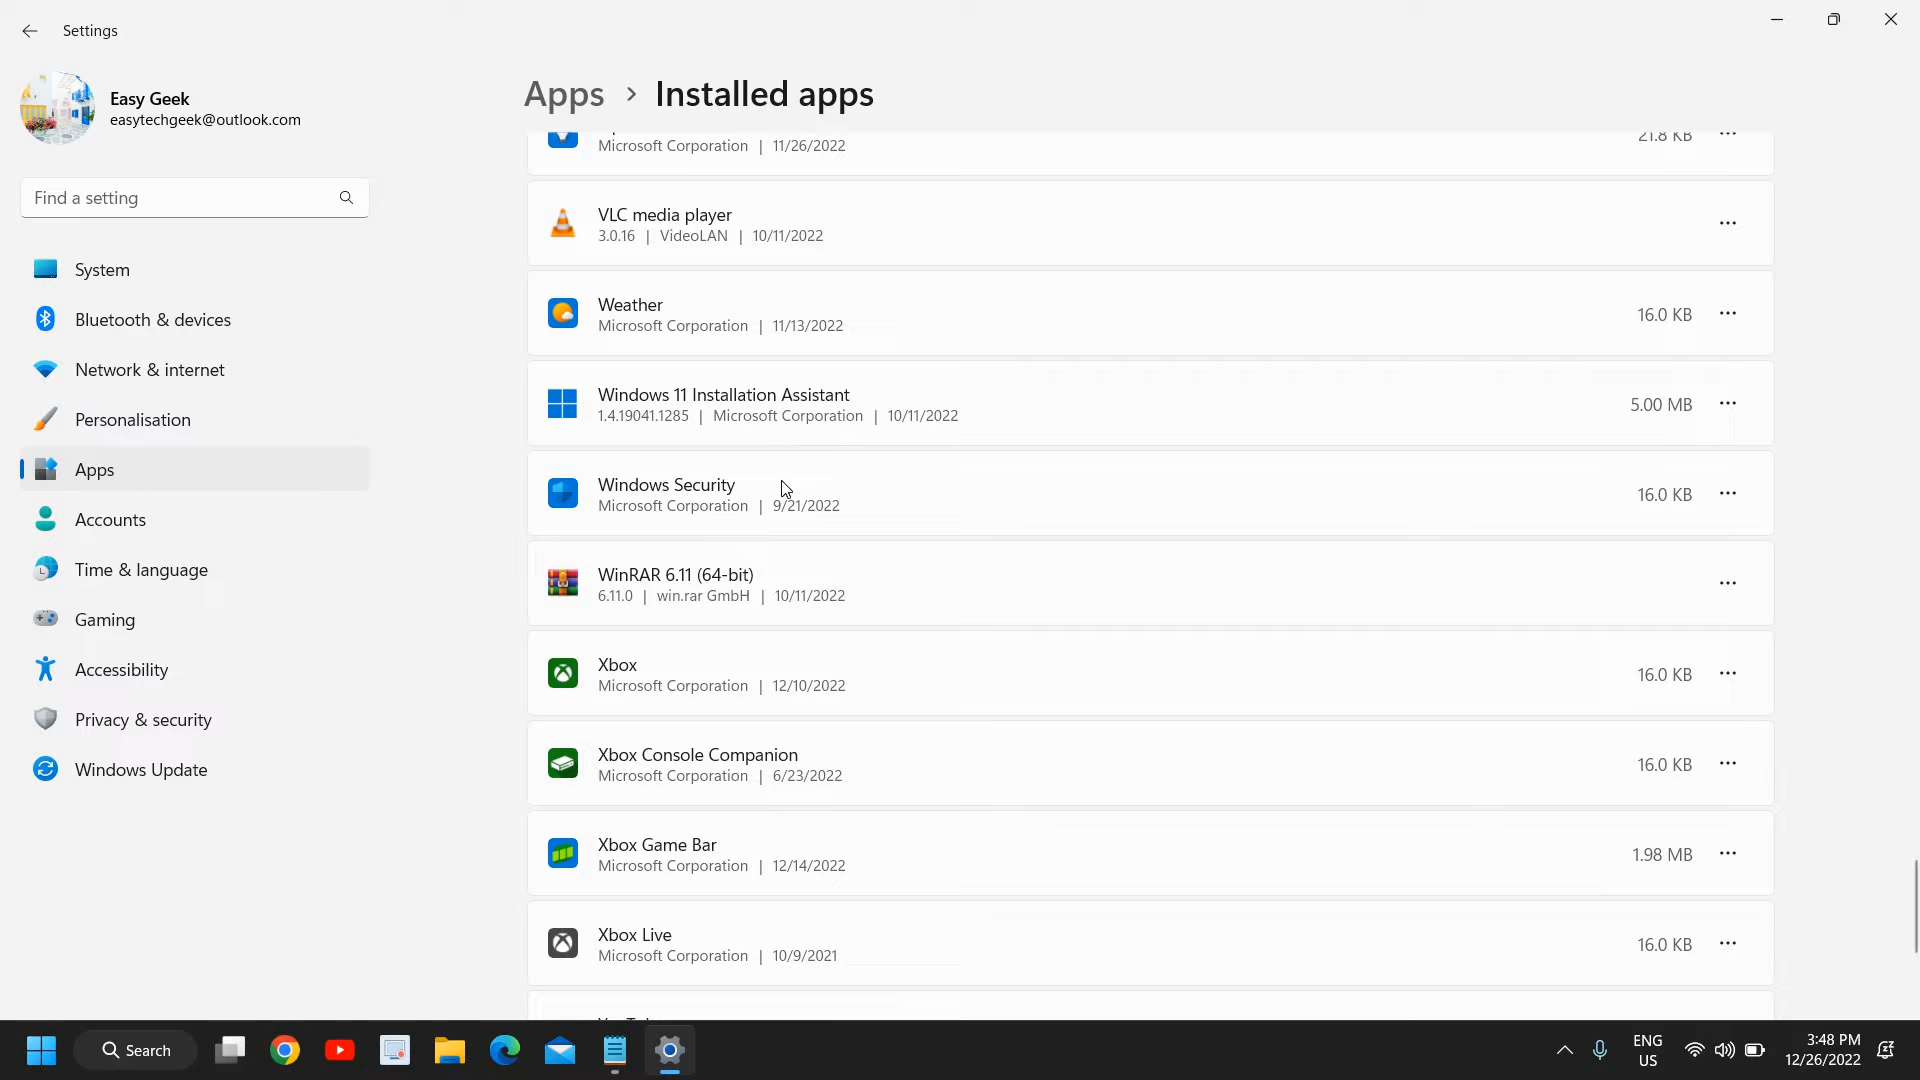 Settings
Easy Geek
easytechgeek@outlook.com
Find a setting
System
Bluetooth & devices
Network & internet
Personalisation
Apps
Accounts
Time & language
Gaming
Accessibility
Privacy & security
Windows Update
Apps > Installed apps
Microsoft Corporation | 11/26/2022
21.8 KB
VLC media player
3.0.16 | VideoLAN | 10/11/2022
Weather
Microsoft Corporation | 11/13/2022
16.0 KB
Windows 11 Installation Assistant
1.4.19041.1285 | Microsoft Corporation | 10/11/2022
5.00 MB
Windows Security
Microsoft Corporation | 9/21/2022
16.0 KB
WinRAR 6.11 (64-bit)
6.11.0 | win.rar GmbH | 10/11/2022
Xbox
Microsoft Corporation | 12/10/2022
16.0 KB
Xbox Console Companion
Microsoft Corporation | 6/23/2022
16.0 KB
Xbox Game Bar
Microsoft Corporation | 12/14/2022
1.98 MB
Xbox Live
Microsoft Corporation | 10/9/2021
16.0 KB
Search
ENG
US
3:48 PM
12/26/2022